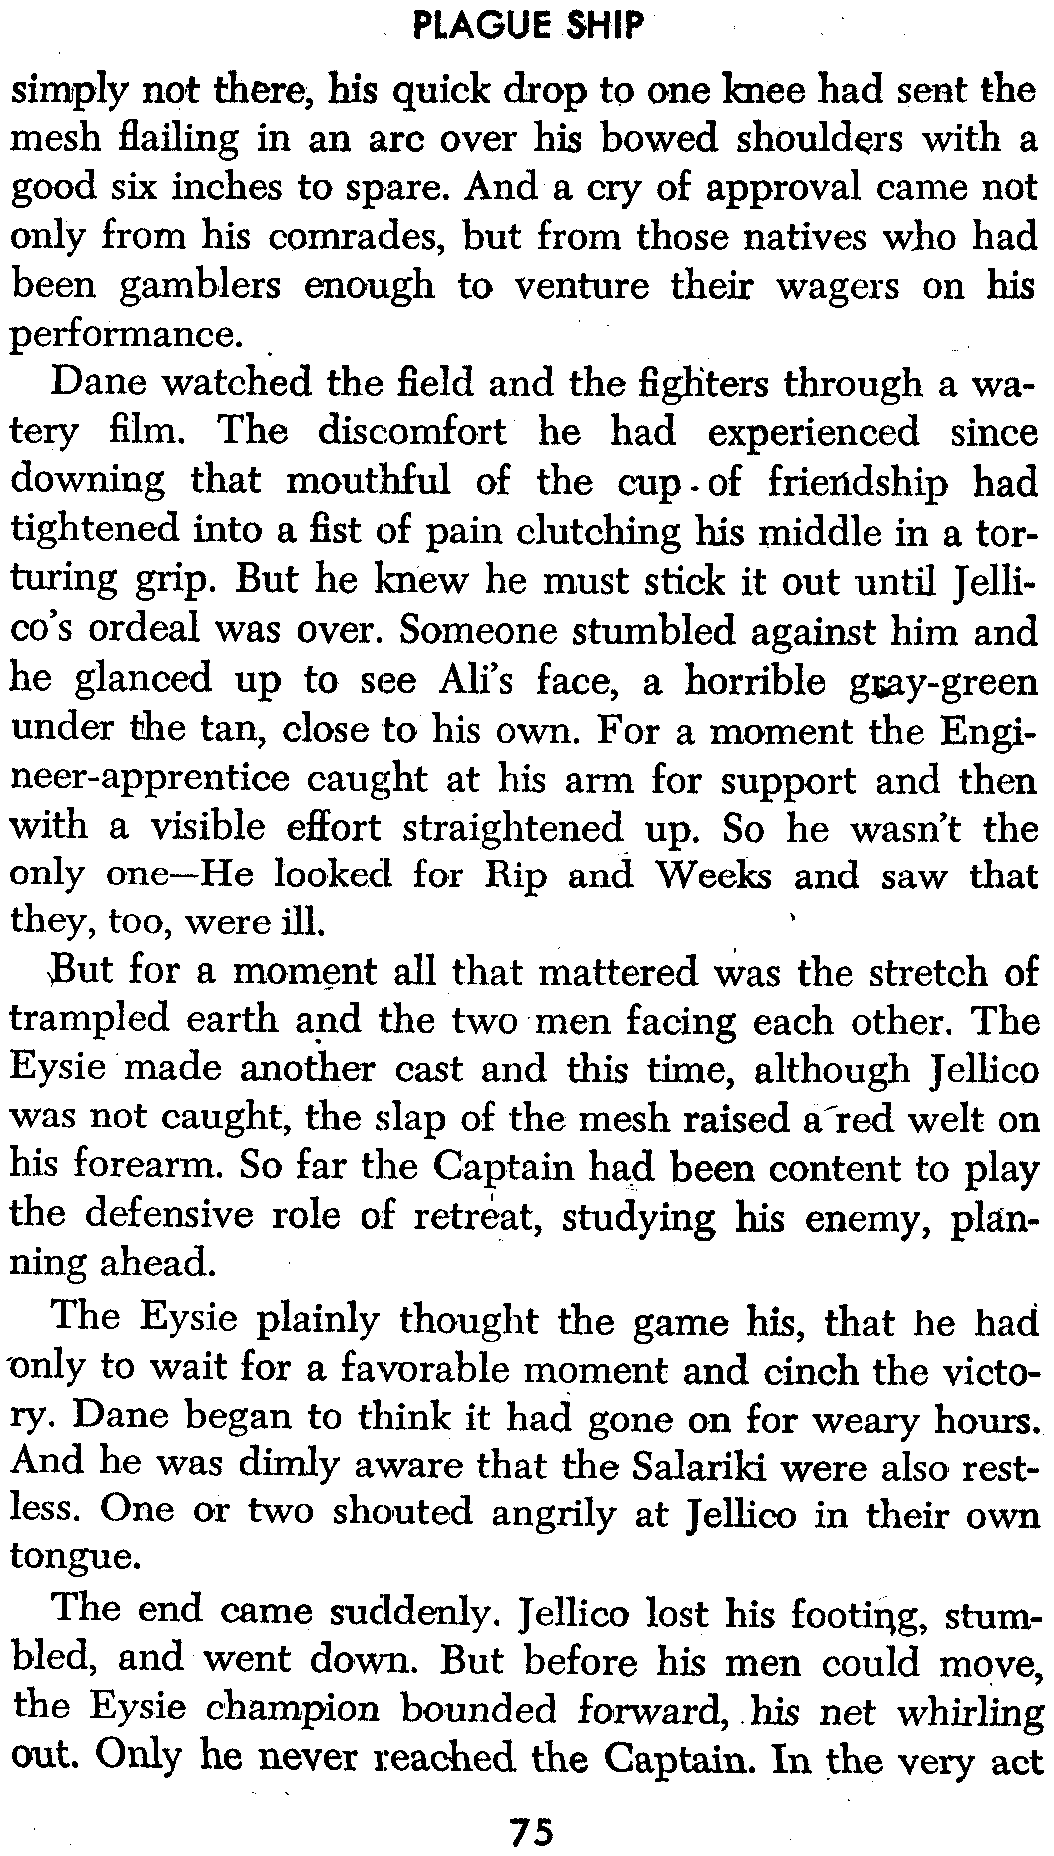 PLAGUE SHIP
simply not there, his quick drop to one knee had sent the
mesh flailing in an arc over his bowed shoulders with a
good six inches to spare. And a cry of approval came not
only from his comrades, but from those natives who had
been gamblers enough to venture their wagers on his
performance.
Dane watched the field and the fighters through a wa-
tery film. The discomfort he had experienced since
downing that mouthful of the cup of friendship had
tightened into a fist of pain clutching his middle in a tor-
turing grip. But he knew he must stick it out until Jelli-
co's ordeal was over. Someone stumbled against him and
he glanced up to see Ali's face, a horrible gray-green
under the tan, close to his own. For a moment the Engi-
neer-apprentice caught at his arm for support and then
with a visible effort straightened up. So he wasn't the
only one—He looked for Rip and Weeks and saw that
they, too, were ill.
But for a moment all that mattered was the stretch of
trampled earth and the two men facing each other. The
Eysie made another cast and this time, although Jellico
was not caught, the slap of the mesh raised a red welt on
his forearm. So far the Captain had been content to play
the defensive role of retreat, studying his enemy, plan-
ning ahead.
The Eysie plainly thought the game his, that he had
only to wait for a favorable moment and cinch the victo-
ry. Dane began to think it had gone on for weary hours.
And he was dimly aware that the Salariki were also rest-
less. One or two shouted angrily at Jellico in their own
tongue.
The end came suddenly. Jellico lost his footing, stum-
bled, and went down. But before his men could move,
the Eysie champion bounded forward, his net whirling
out. Only he never reached the Captain. In the very act
75